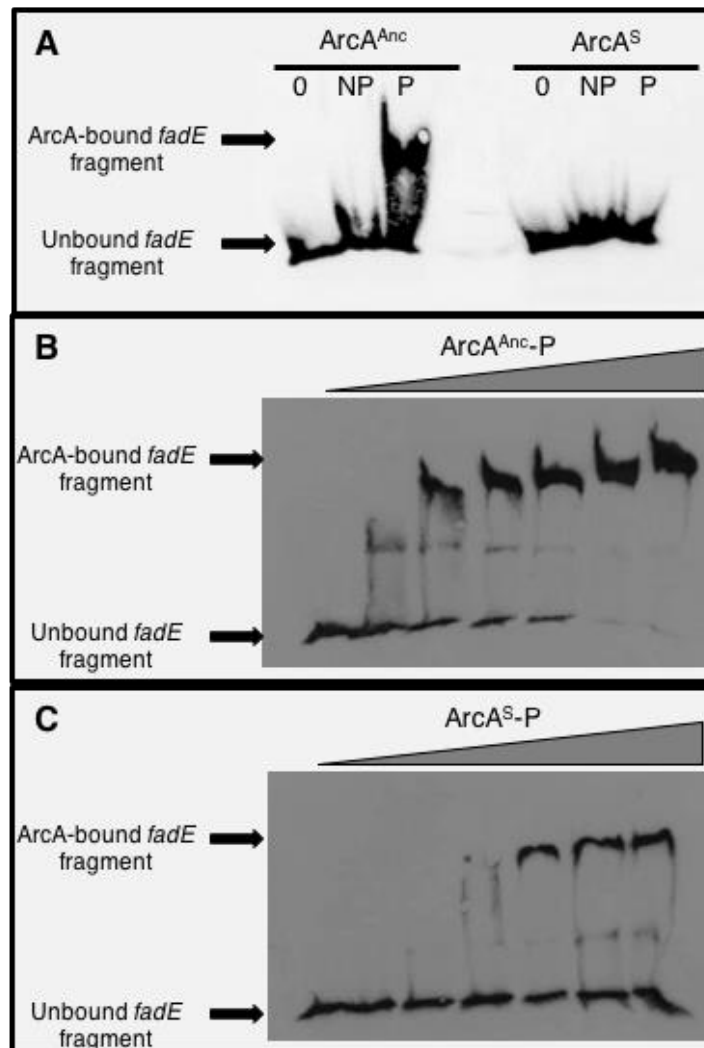 A
ArcA^Anc ArcA^S
0 NP P 0 NP P
ArcA-bound fadE
fragment
Unbound fadE
fragment
B
ArcA^Anc-P
ArcA-bound fadE
fragment
Unbound fadE
fragment
C
ArcA^S-P
ArcA-bound fadE
fragment
Unbound fadE
fragment